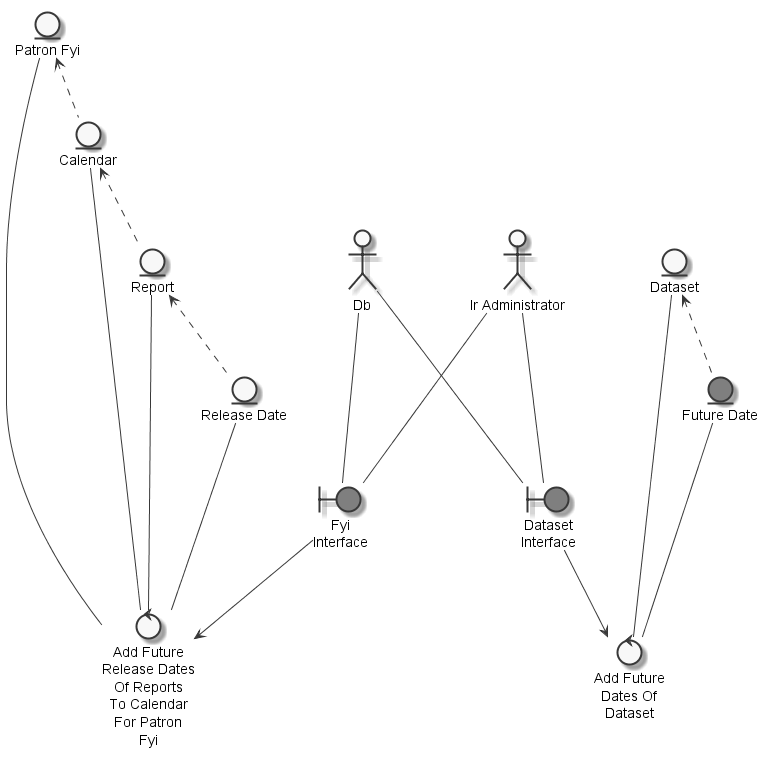 Patron Fyi
Calendar
Report
Db
Ir Administrator
Dataset
Release Date
Future Date
Fyi
Interface
Dataset
Interface
Add Future
Release Dates
Of Reports
To Calendar
For Patron
Fyi
Add Future
Dates Of
Dataset